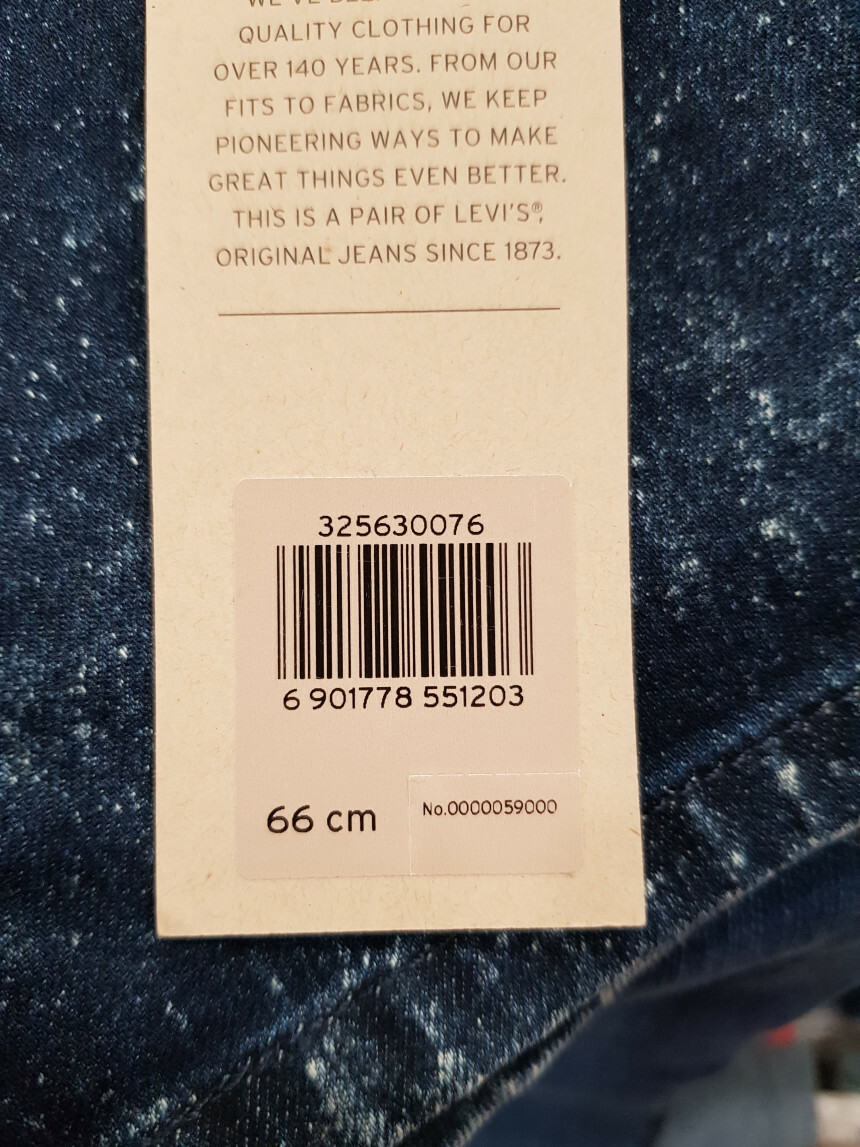 WE'VE
QUALITY CLOTHING FOR
OVER 140 YEARS. FROM OUR
FITS TO FABRICS, WE KEEP
PIONEERING WAYS TO MAKE
GREAT THINGS EVEN BETTER.
THIS IS A PAIR OF LEVI'S®,
ORIGINAL JEANS SINCE 1873.
325630076
6 901778 551203
66 cm
No.0000059000